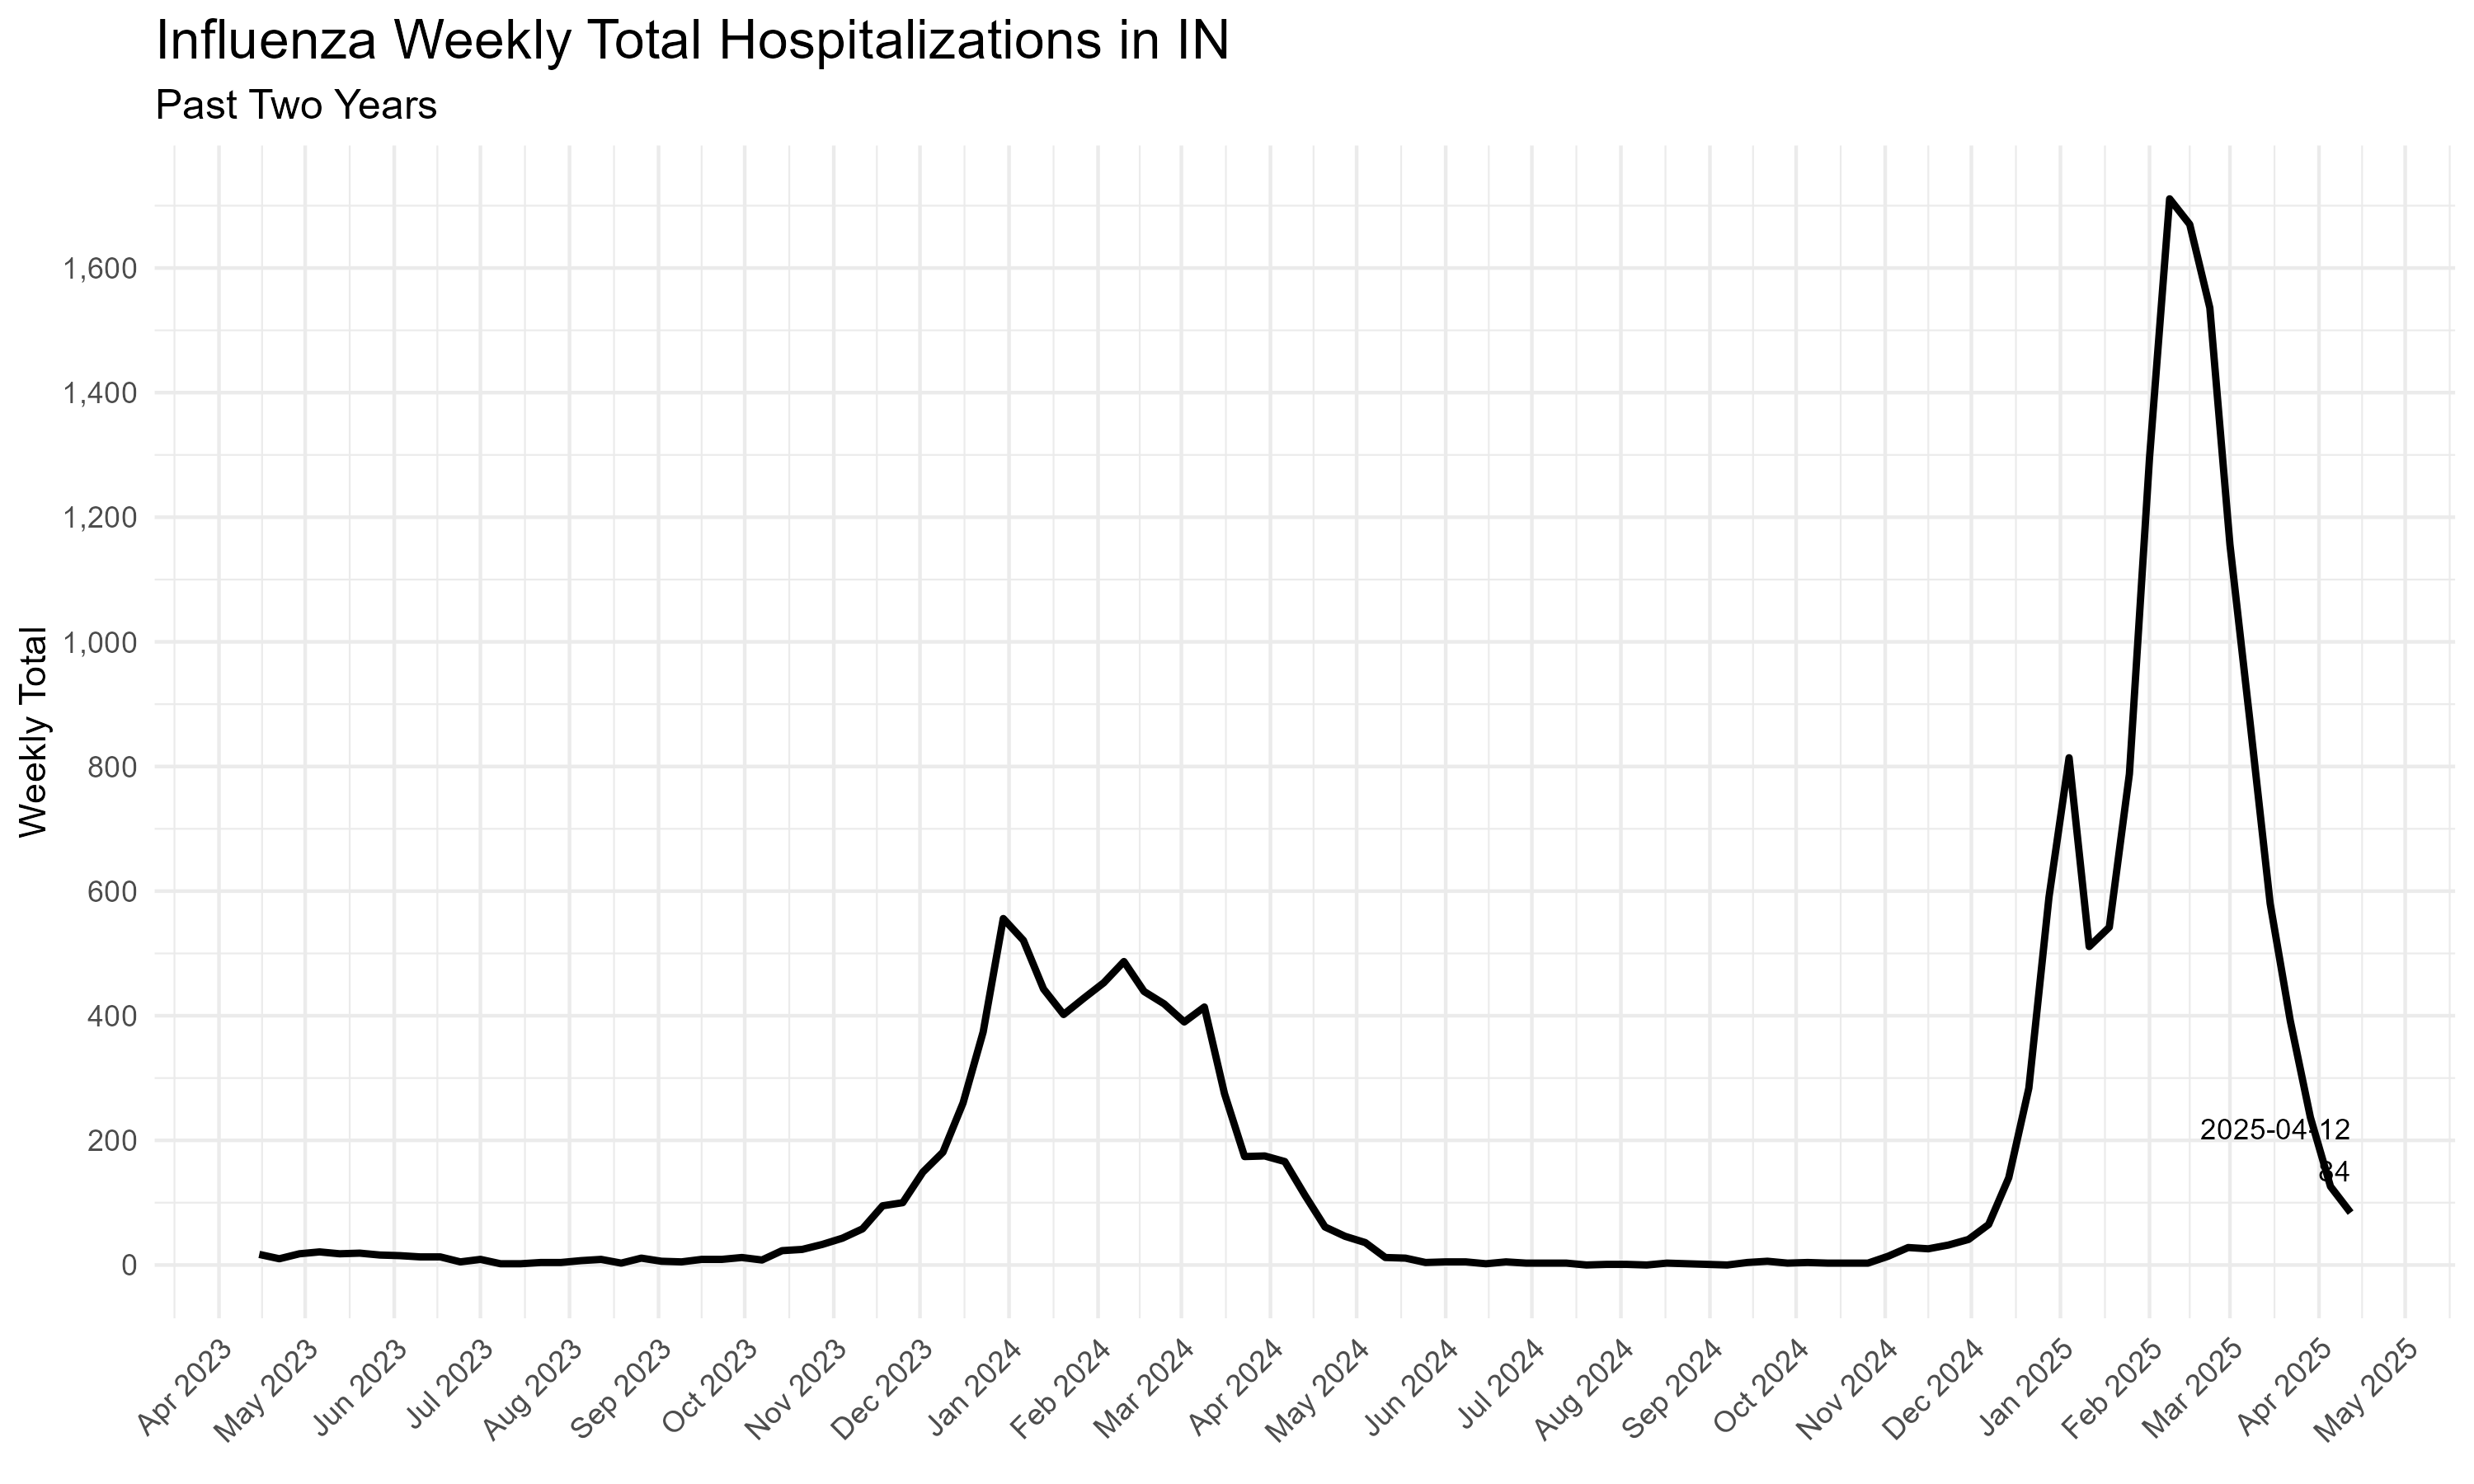 Influenza Weekly Total Hospitalizations in IN
Past Two Years
Weekly Total
1,600
1,400
1,200
1,000
800
600
400
200
0
2025-04-12
84
Apr 2023
May 2023
Jun 2023
Jul 2023
Aug 2023
Sep 2023
Oct 2023
Nov 2023
Dec 2023
Jan 2024
Feb 2024
Mar 2024
Apr 2024
May 2024
Jun 2024
Jul 2024
Aug 2024
Sep 2024
Oct 2024
Nov 2024
Dec 2024
Jan 2025
Feb 2025
Mar 2025
Apr 2025
May 2025